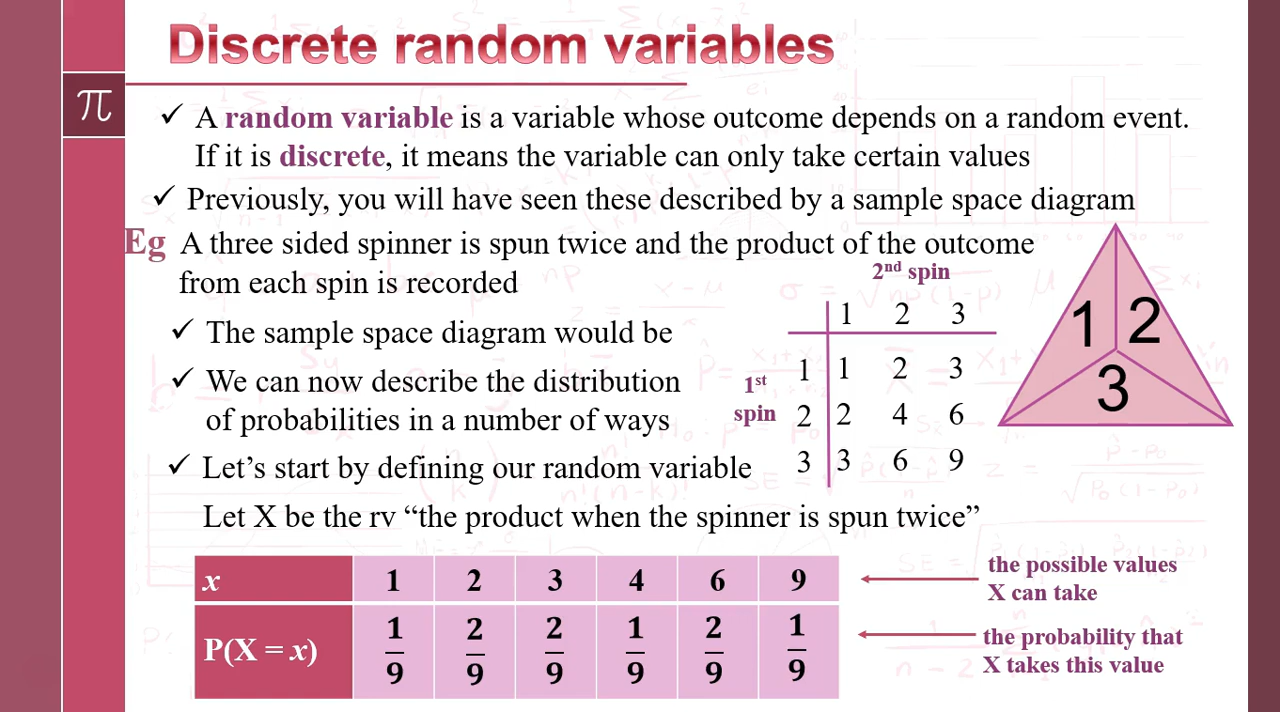 Discrete random variables
π
✓ A random variable is a variable whose outcome depends on a random event.
If it is discrete, it means the variable can only take certain values
✓ Previously, you will have seen these described by a sample space diagram
Eg A three sided spinner is spun twice and the product of the outcome
from each spin is recorded
2nd spin
✓ The sample space diagram would be
✓ We can now describe the distribution
of probabilities in a number of ways
1st
spin
1 2 3
1 1 2 3
2 2 4 6
3 3 6 9
1 2
3
✓ Let’s start by defining our random variable
Let X be the rv “the product when the spinner is spun twice”
x 1 2 3 4 6 9
P(X = x) 1/9 2/9 2/9 1/9 2/9 1/9
the possible values
X can take
the probability that
X takes this value